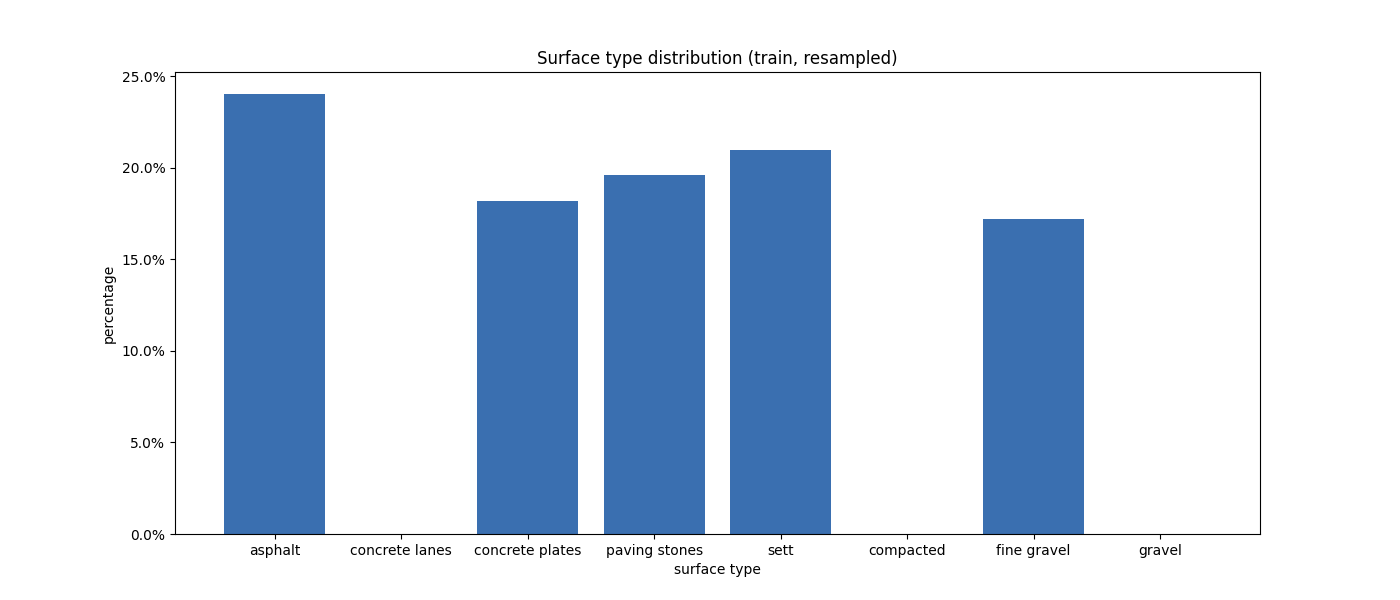 Surface type distribution (train, resampled)
25.0%
20.0%
15.0%
10.0%
5.0%
0.0%
percentage
asphalt concrete lanes concrete plates paving stones sett compacted fine gravel gravel
surface type